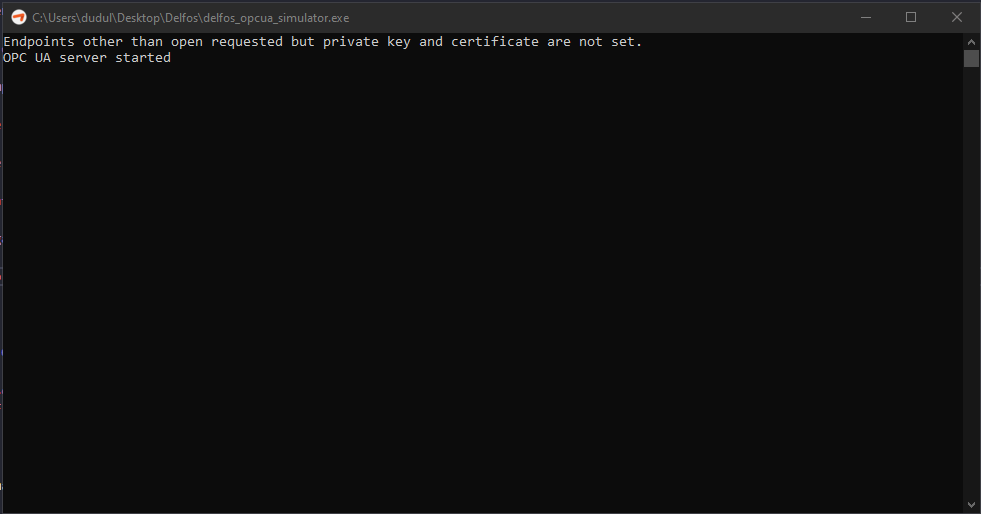 C:\Users\dudul\Desktop\Delfos\delfos_opcua_simulator.exe
Endpoints other than open requested but private key and certificate are not set.
OPC UA server started